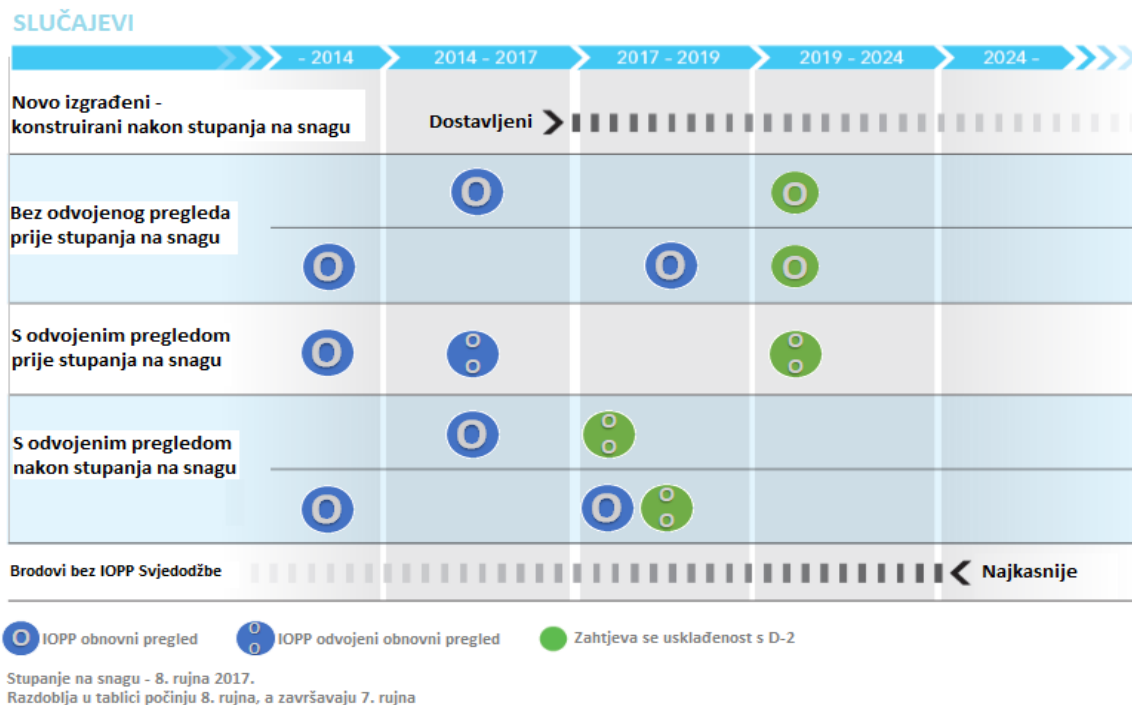 SLUČAJEVI
- 2014
2014 - 2017
2017 - 2019
2019 - 2024
2024 -
Novo izgrađeni -
konstruirani nakon stupanja na snagu
Dostavljeni
O
O
Bez odvojenog pregleda
prije stupanja na snagu
O
O
O
S odvojenim pregledom
prije stupanja na snagu
O
O
O
O
O
S odvojenim pregledom
nakon stupanja na snagu
O
O
O
O
O
O
O
Brodovi bez IOPP Svjedodžbe
Najkasnije
O IOPP obnovni pregled
O
O
IOPP odvojeni obnovni pregled
Zahtjeva se usklađenost s D-2
Stupanje na snagu - 8. rujna 2017.
Razdoblja u tablici počinju 8. rujna, a završavaju 7. rujna